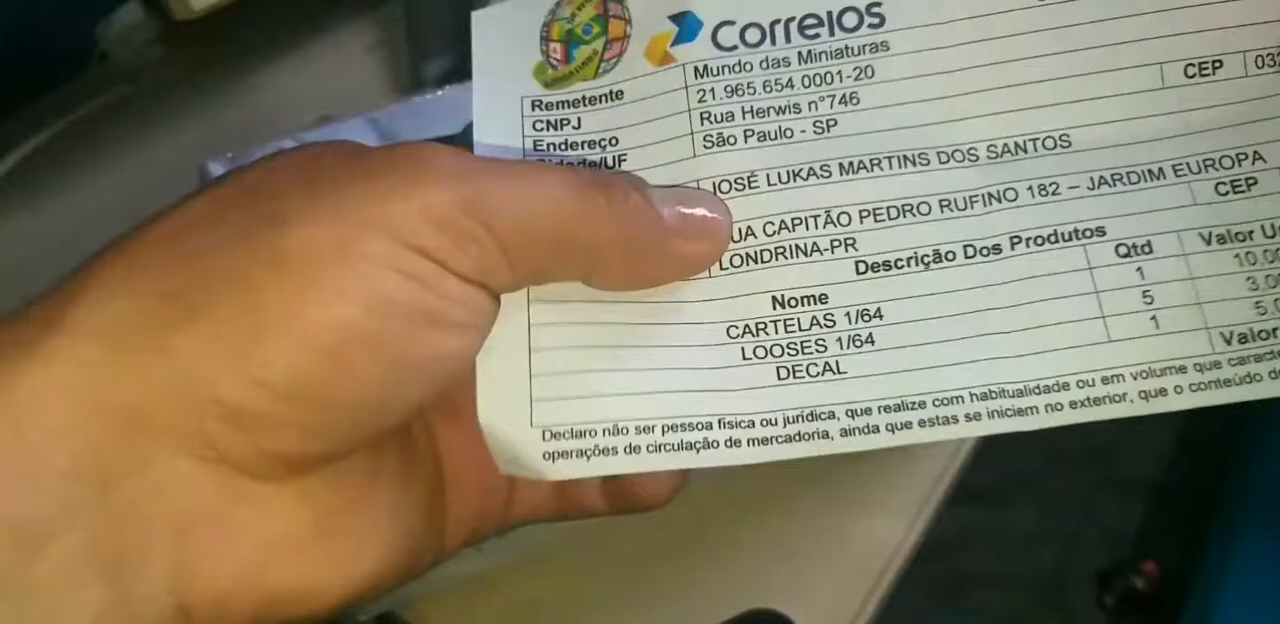 Correios
Remetente Mundo das Miniaturas
CNPJ 21.965.654.0001-20
Endereço Rua Herwis n°746 CEP
/UF São Paulo - SP
JOSÉ LUKAS MARTINS DOS SANTOS
CAPITÃO PEDRO RUFINO 182 – JARDIM EUROPA
LONDRINA-PR CEP
Descrição Dos Produtos
Nome Qtd Valor
CARTELAS 1/64 1
LOOSES 1/64 5
DECAL 1
Valor
Declaro não ser pessoa física ou jurídica, que realize com habitualidade ou em volume que
operações de circulação de mercadoria, ainda que estas se iniciem no exterior, que o conteúdo